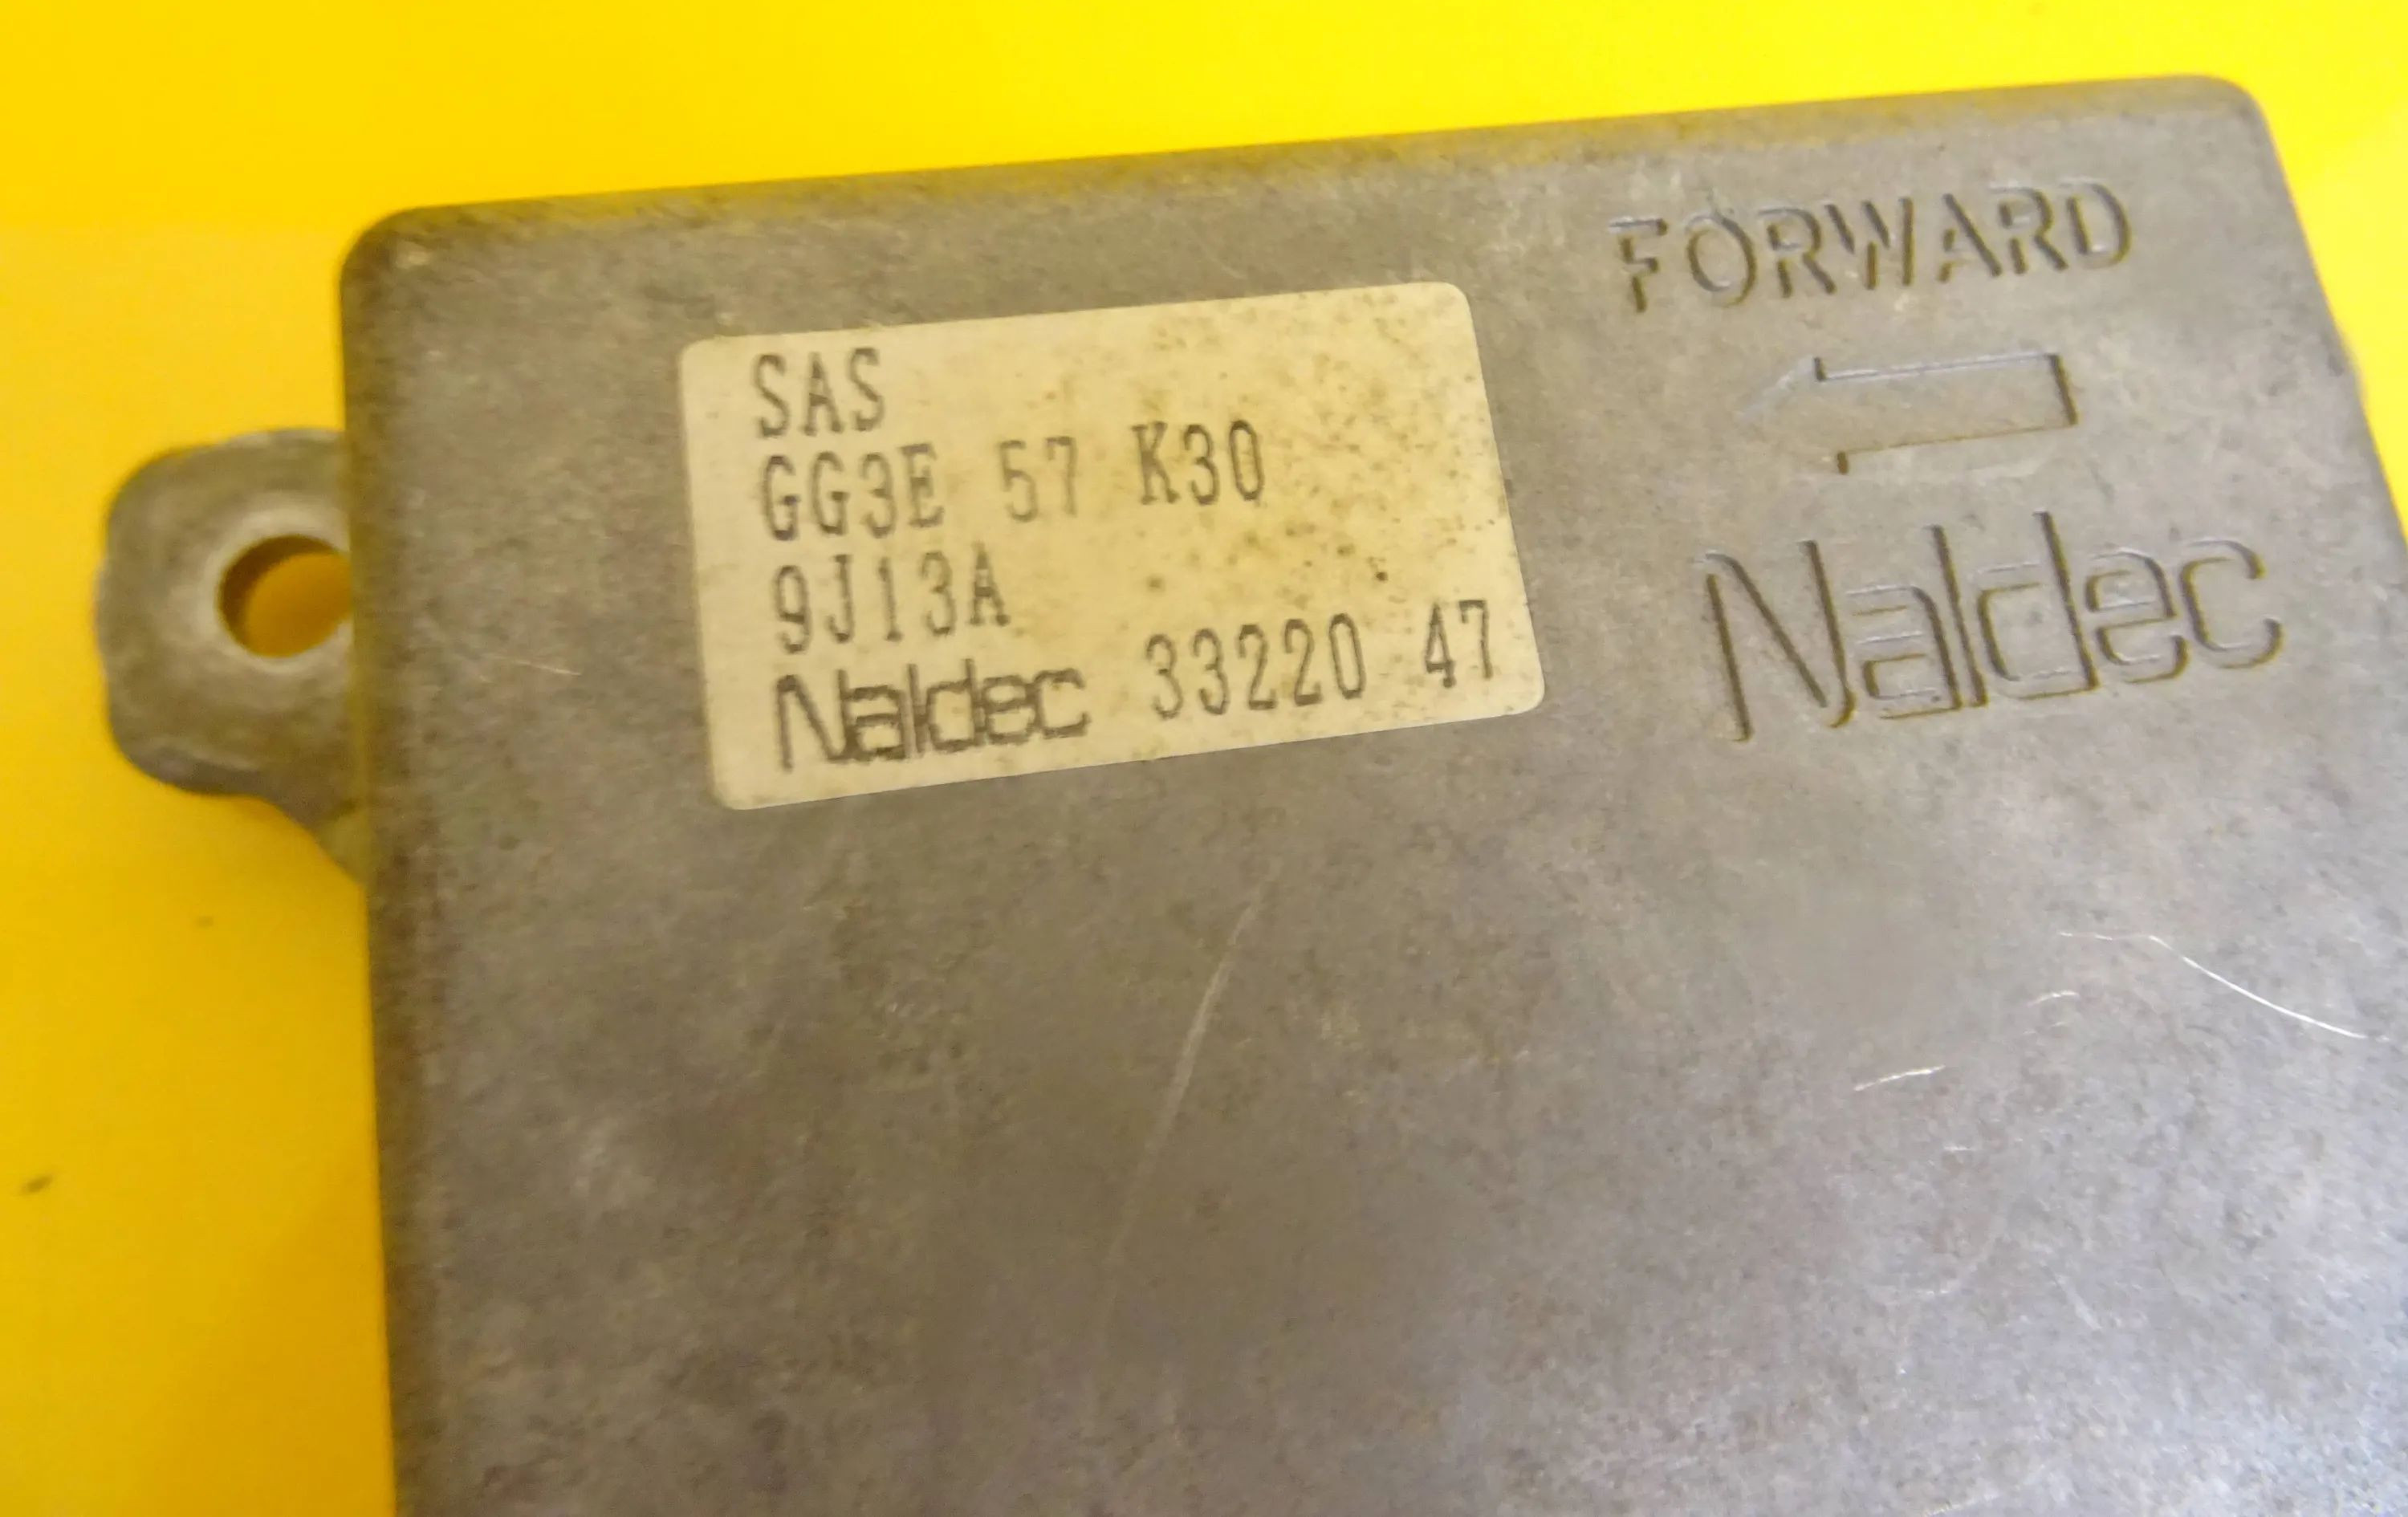 SAS
GG3E 57 K30
9J13A
Naldec 33220 47
FORWARD
Naldec